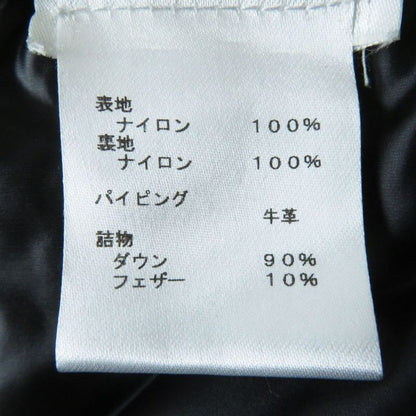 表地
ナイロン 100%
裏地
ナイロン 100%
パイピング
牛革
詰物
ダウン 90%
フェザー 10%